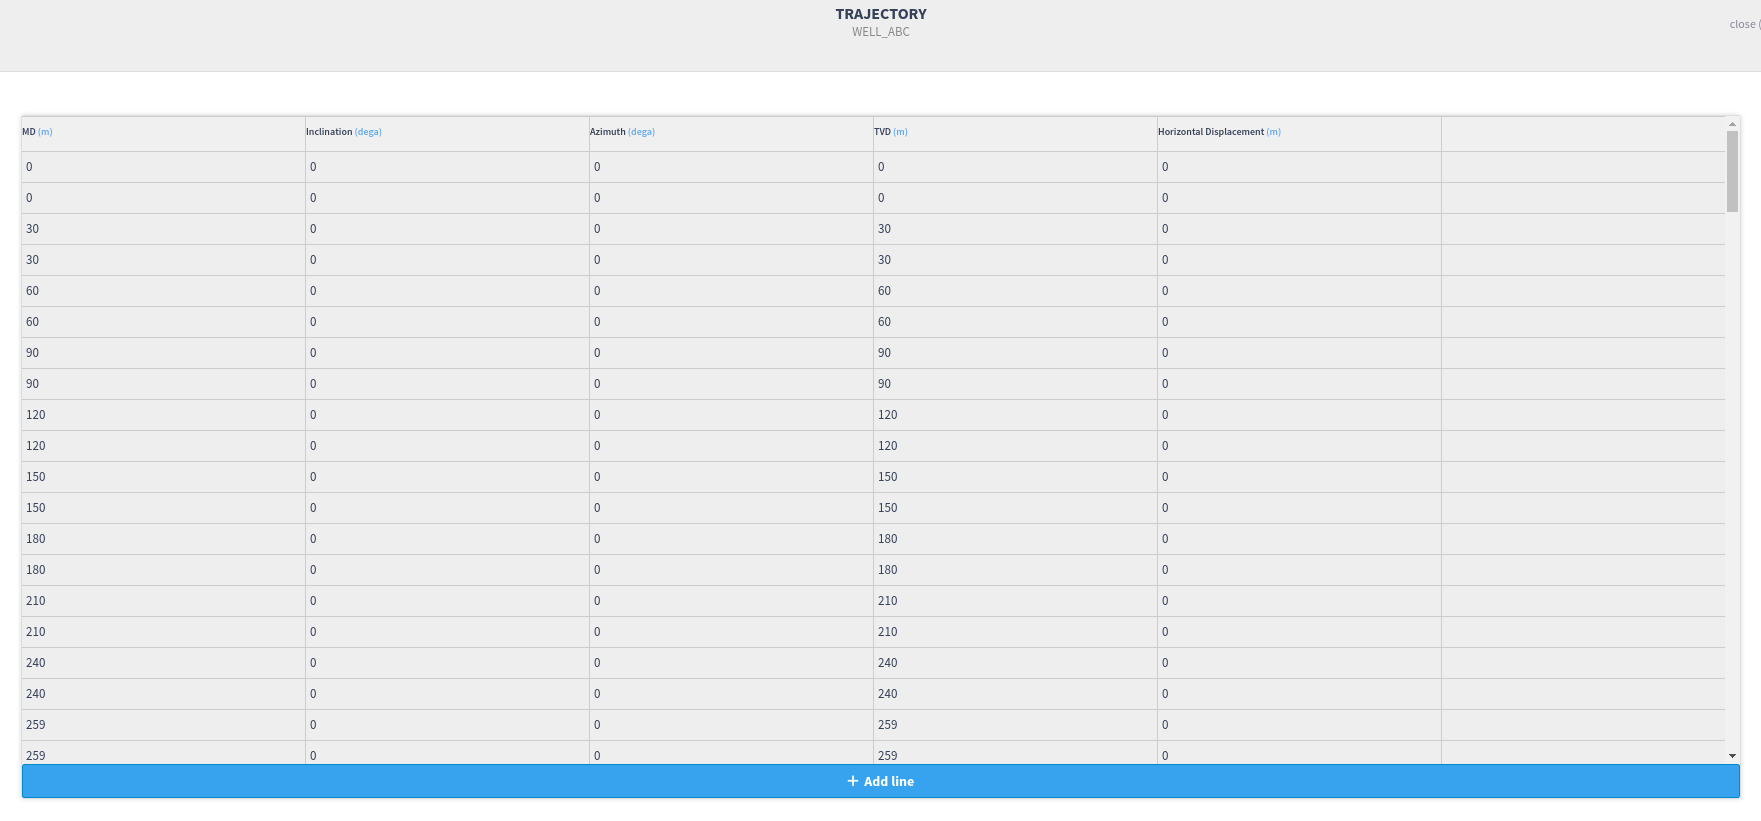 TRAJECTORY
WELL_ABC
close (
MD (m) Inclination (dega) Azimuth (dega) TVD (m) Horizontal Displacement (m)
0 0 0 0 0
0 0 0 0 0
30 0 0 30 0
30 0 0 30 0
60 0 0 60 0
60 0 0 60 0
90 0 0 90 0
90 0 0 90 0
120 0 0 120 0
120 0 0 120 0
150 0 0 150 0
150 0 0 150 0
180 0 0 180 0
180 0 0 180 0
210 0 0 210 0
210 0 0 210 0
240 0 0 240 0
240 0 0 240 0
259 0 0 259 0
259 0 0 259 0
+ Add line